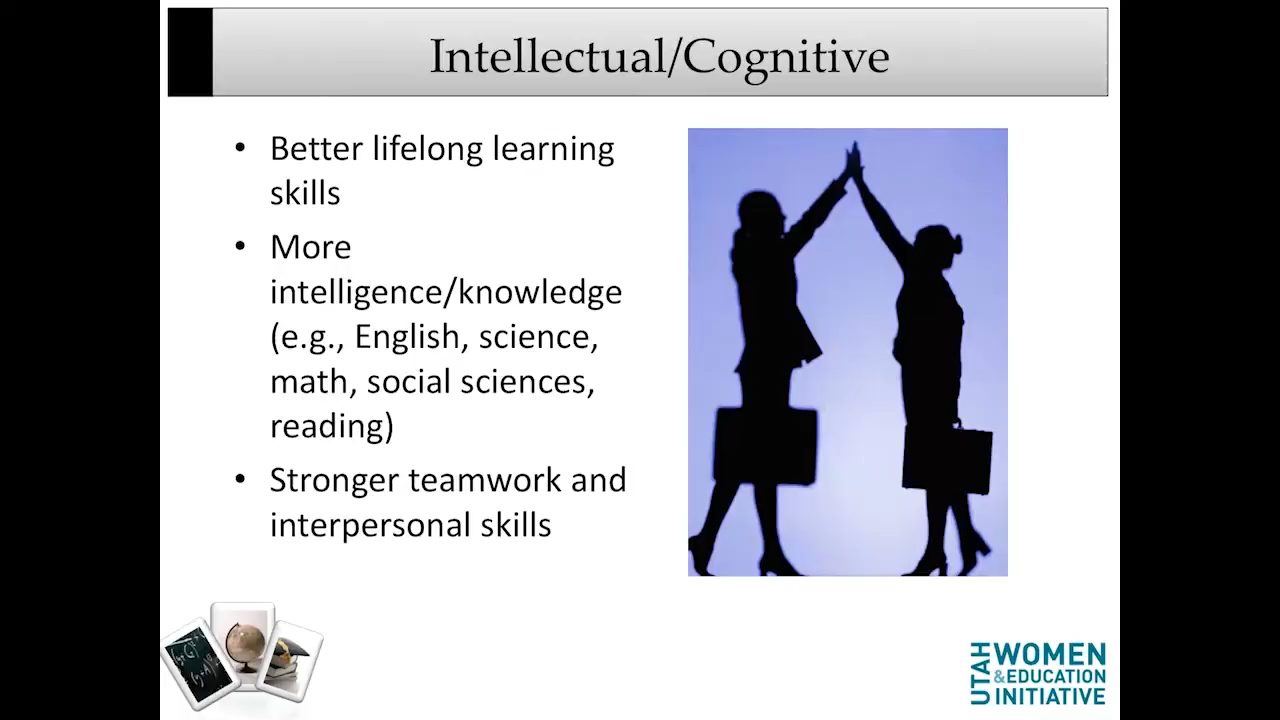 Intellectual/Cognitive
• Better lifelong learning
skills
• More
intelligence/knowledge
(e.g., English, science,
math, social sciences,
reading)
• Stronger teamwork and
interpersonal skills
UTAH
WOMEN
&EDUCATION
INITIATIVE